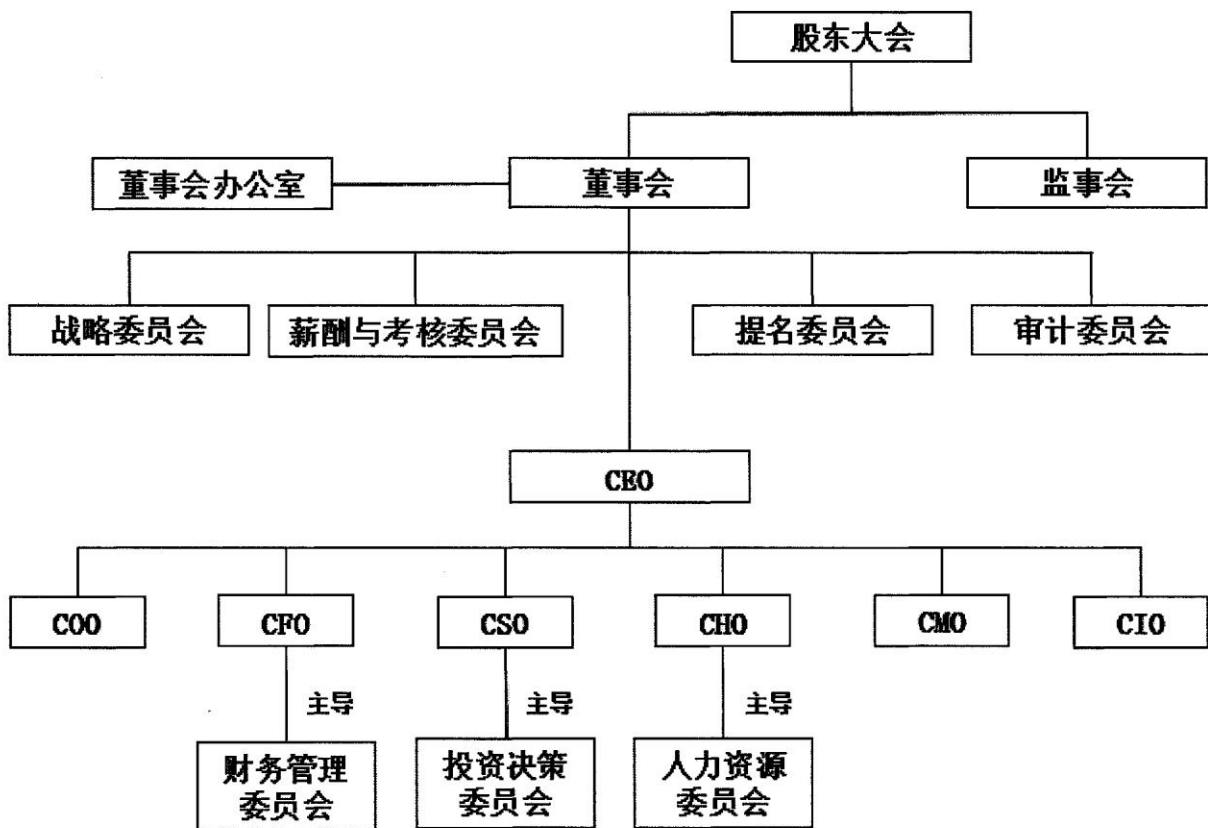 股东大会
董事会办公室
董事会
监事会
战略委员会
薪酬与考核委员会
提名委员会
审计委员会
CEO
COO
CFO
CSO
CHO
CMO
CIO
主导
主导
主导
财务管理
委员会
投资决策
委员会
人力资源
委员会